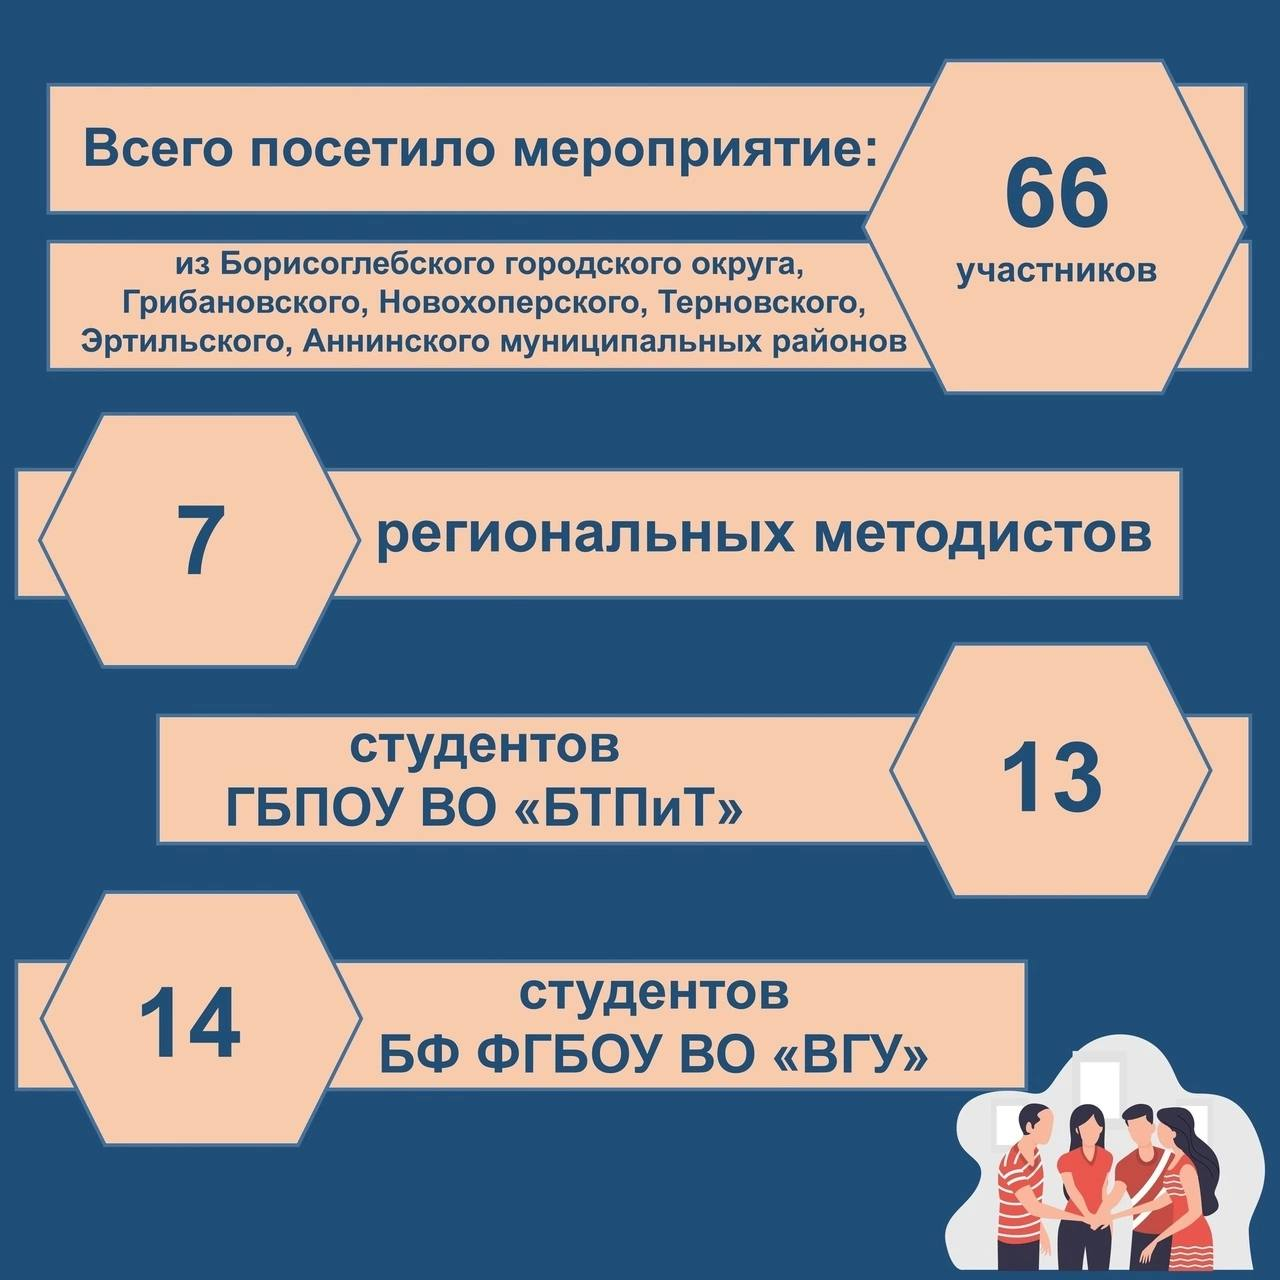 Всего посетило мероприятие:
66
участников
из Борисоглебского городского округа,
Грибановского, Новохоперского, Терновского,
Эртильского, Аннинского муниципальных районов
7
региональных методистов
студентов
ГБПОУ ВО «БТПиТ»
13
14
студентов
БФ ФГБОУ ВО «ВГУ»